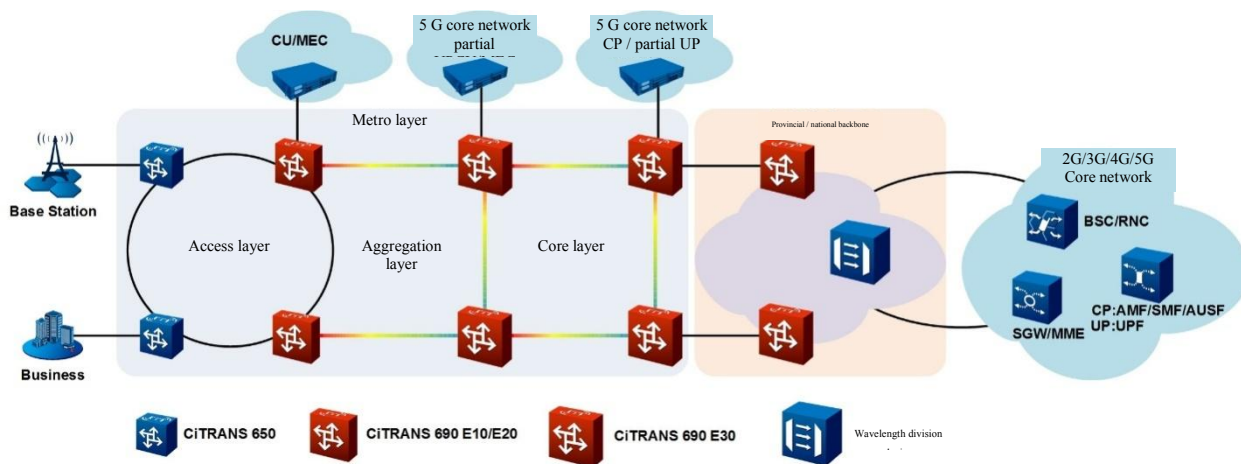 CU/MEC
5 G core network
partial
5 G core network
CP / partial UP
Metro layer
Provincial / national backbone
2G/3G/4G/5G
Core network
Base Station
BSC/RNC
Access layer
Aggregation
layer
Core layer
CP:AMF/SMF/AUSF
UP:UPF
SGW/MME
Business
CiTRANS 650
CiTRANS 690 E10/E20
CiTRANS 690 E30
Wavelength division